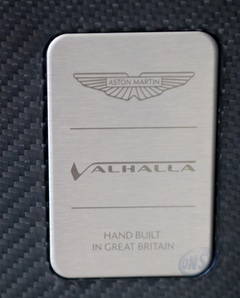 ASTON MARTIN
VALHALLA
HAND BUILT
IN GREAT BRITAIN